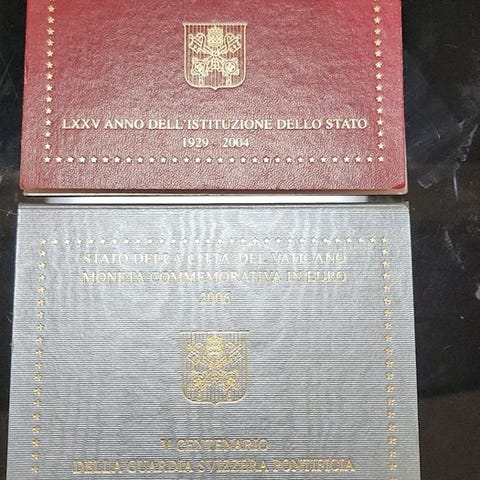 LXXV ANNO DELL'ISTITUZIONE DELLO STATO
1929 - 2004
STATO DELLA CITTÀ DEL VATICANO
MONETA COMMEMORATIVA IN EURO
2006
V CENTENARIO
DELLA GUARDIA SVIZZERA PONTIFICIA